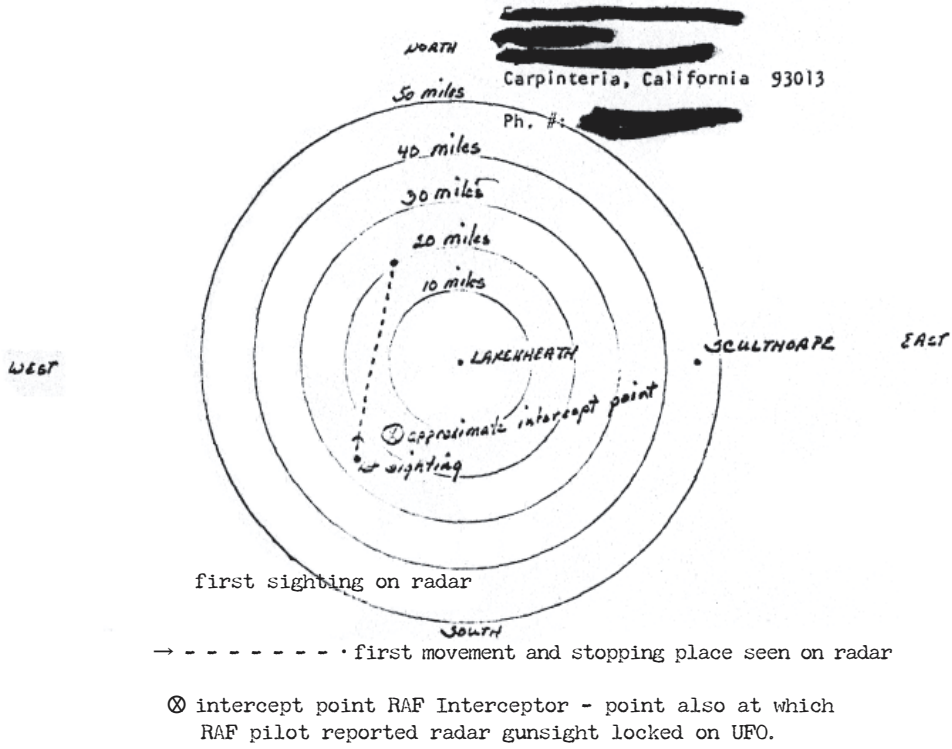 NORTH
Carpinteria, California 93013
Ph. #:
50 miles
40 miles
30 miles
20 miles
10 miles
LAKENHEATH
SCULTHORPE
EAST
WEST
approximate intercept point
1st sighting
first sighting on radar
SOUTH
→ - - - - - - - - · first movement and stopping place seen on radar
ⓧ intercept point RAF Interceptor - point also at which
RAF pilot reported radar gunsight locked on UFO.